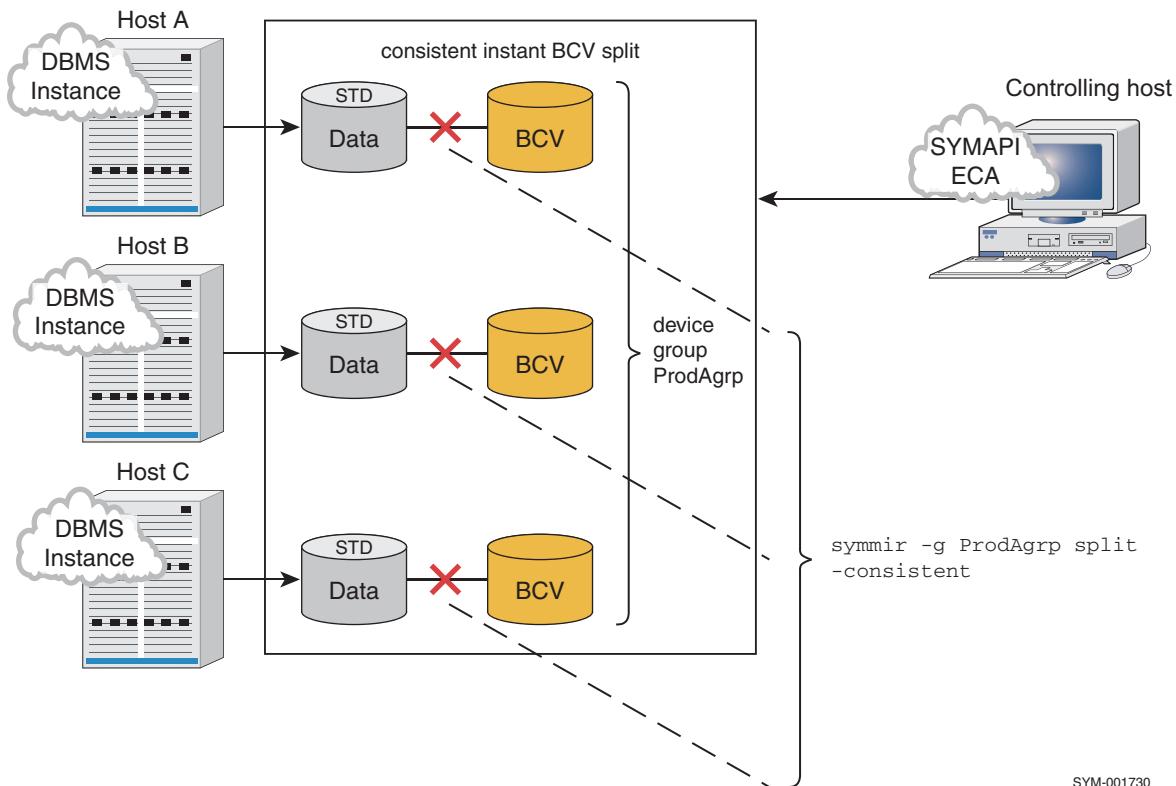 Host A
DBMS
Instance
consistent instant BCV split
STD
Data
BCV
Controlling host
SYMAPI
ECA
Host B
DBMS
Instance
STD
Data
BCV
device
group
ProdAgrp
Host C
DBMS
Instance
STD
Data
BCV
symmir -g ProdAgrp split
-consistent
SYM-001730